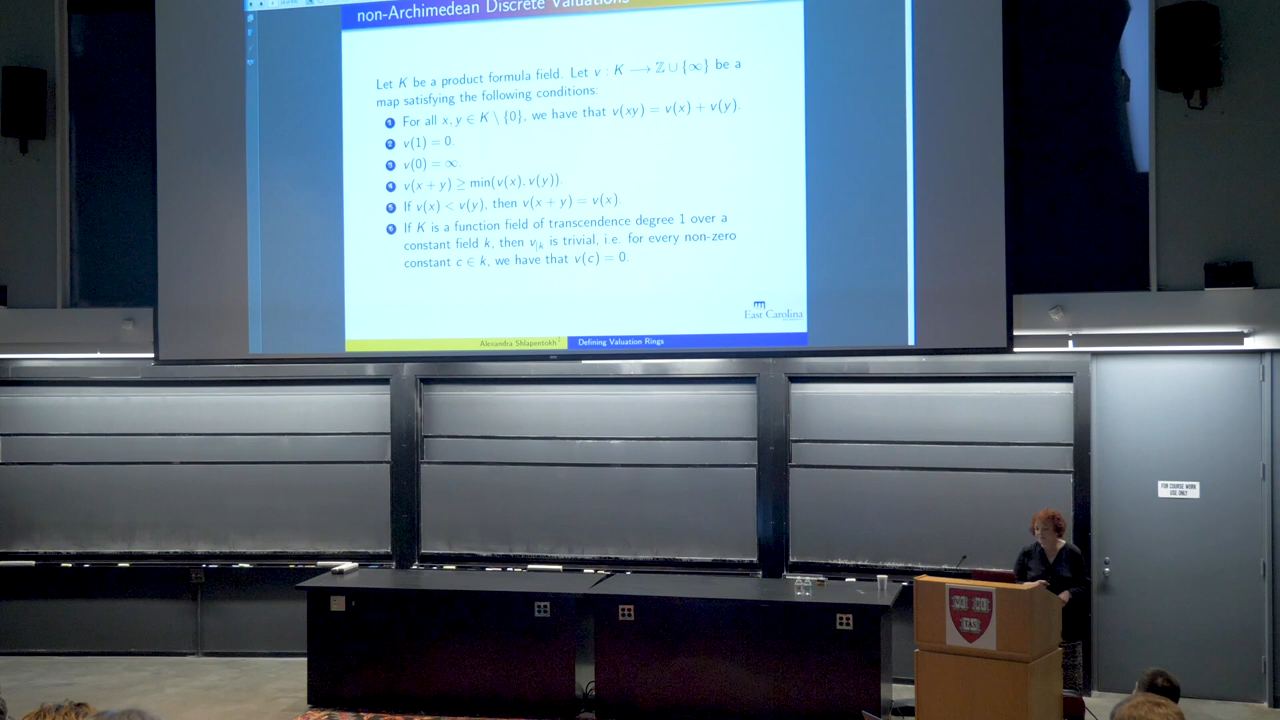 non-Archimedean Discrete Valuations
Let K be a product formula field. Let v : K ⟶ ℤ ∪ {∞} be a
map satisfying the following conditions:
1 For all x, y ∈ K \ {0}, we have that v(xy) = v(x) + v(y).
2 v(1) = 0.
3 v(0) = ∞.
4 v(x + y) ≥ min(v(x), v(y)).
5 If v(x) < v(y), then v(x + y) = v(x).
6 If K is a function field of transcendence degree 1 over a
constant field k, then v|k is trivial, i.e. for every non-zero
constant c ∈ k, we have that v(c) = 0.
East Carolina
Alexandra Shlapentokh
Defining Valuation Rings
FOR COURSE WORK
USE ONLY